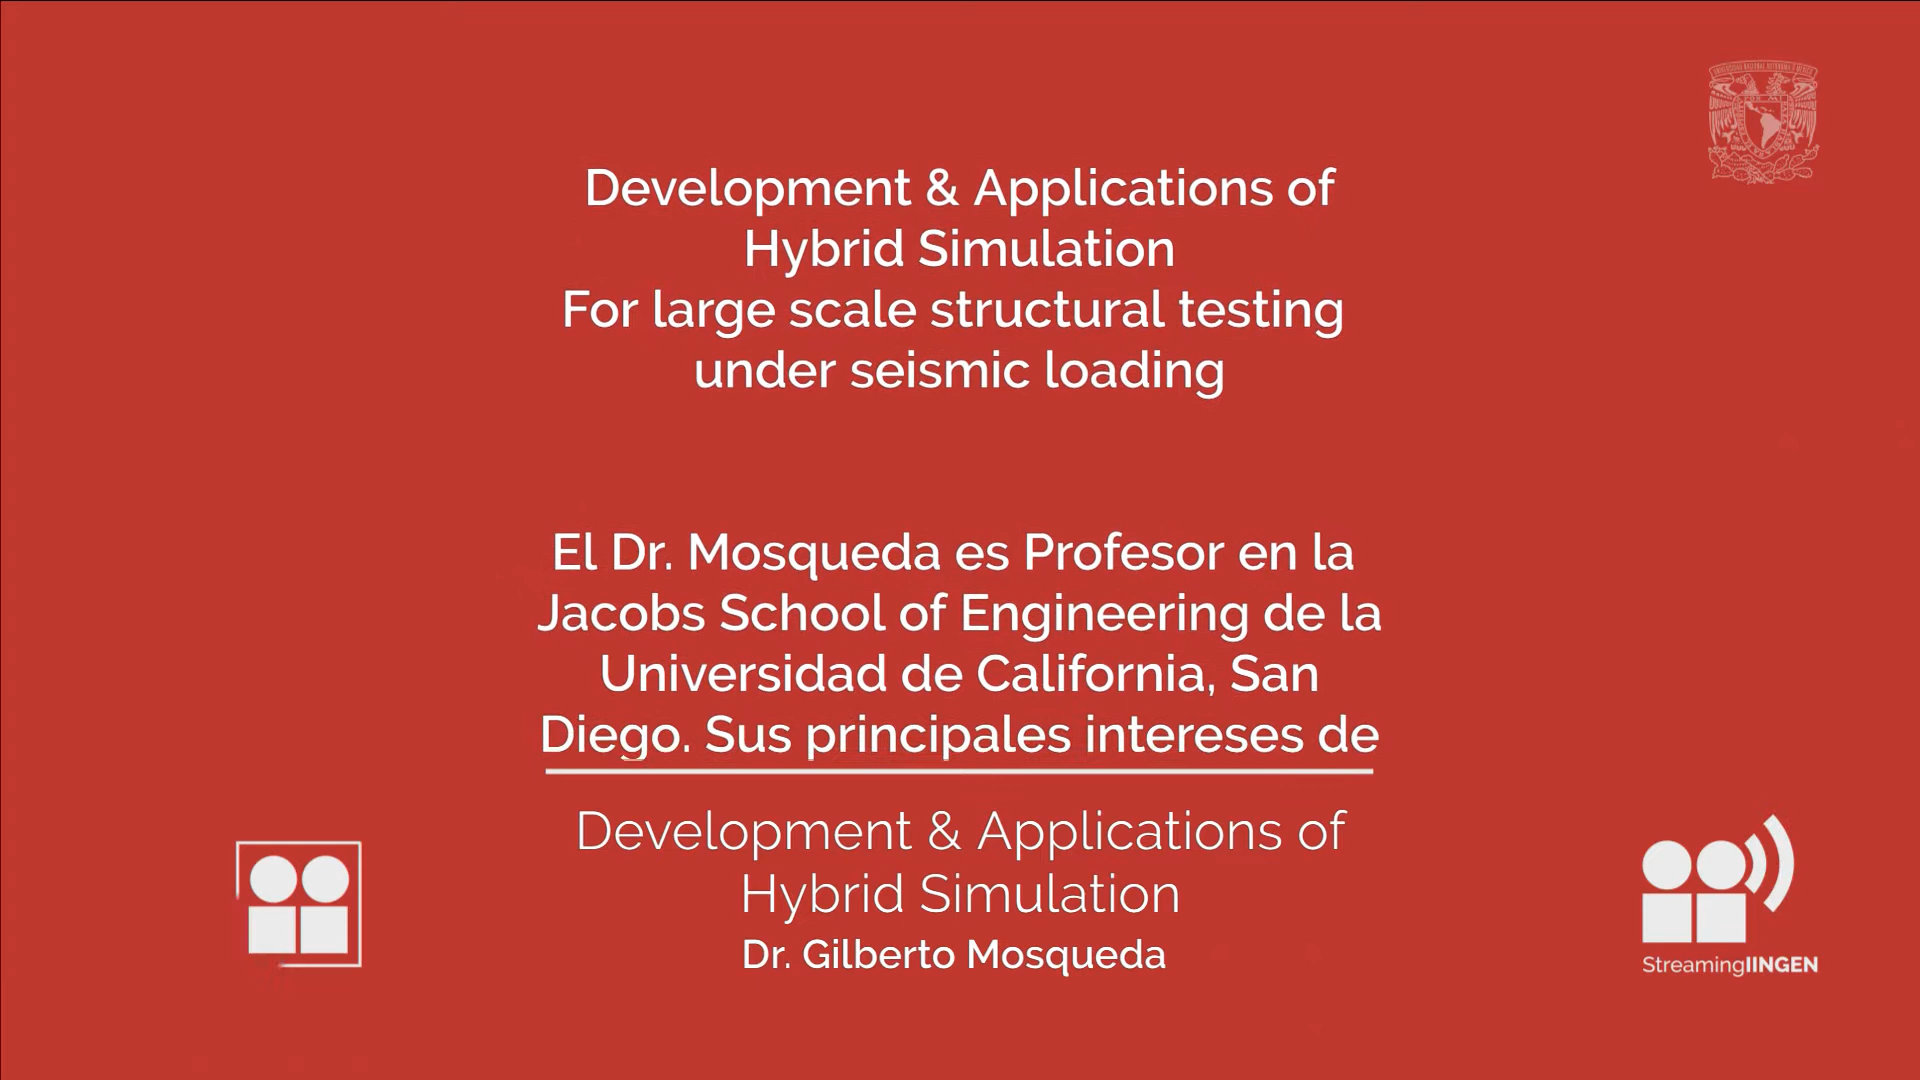 Development & Applications of
Hybrid Simulation
For large scale structural testing
under seismic loading
El Dr. Mosqueda es Profesor en la
Jacobs School of Engineering de la
Universidad de California, San
Diego. Sus principales intereses de
Development & Applications of
Hybrid Simulation
Dr. Gilberto Mosqueda
StreamingIINGEN